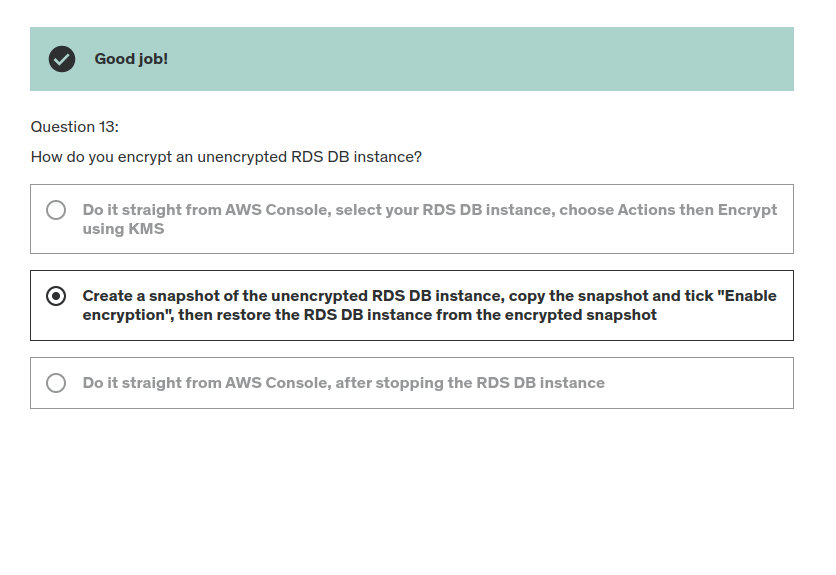 Good job!
Question 13:
How do you encrypt an unencrypted RDS DB instance?
Do it straight from AWS Console, select your RDS DB instance, choose Actions then Encrypt
using KMS
Create a snapshot of the unencrypted RDS DB instance, copy the snapshot and tick "Enable
encryption", then restore the RDS DB instance from the encrypted snapshot
Do it straight from AWS Console, after stopping the RDS DB instance